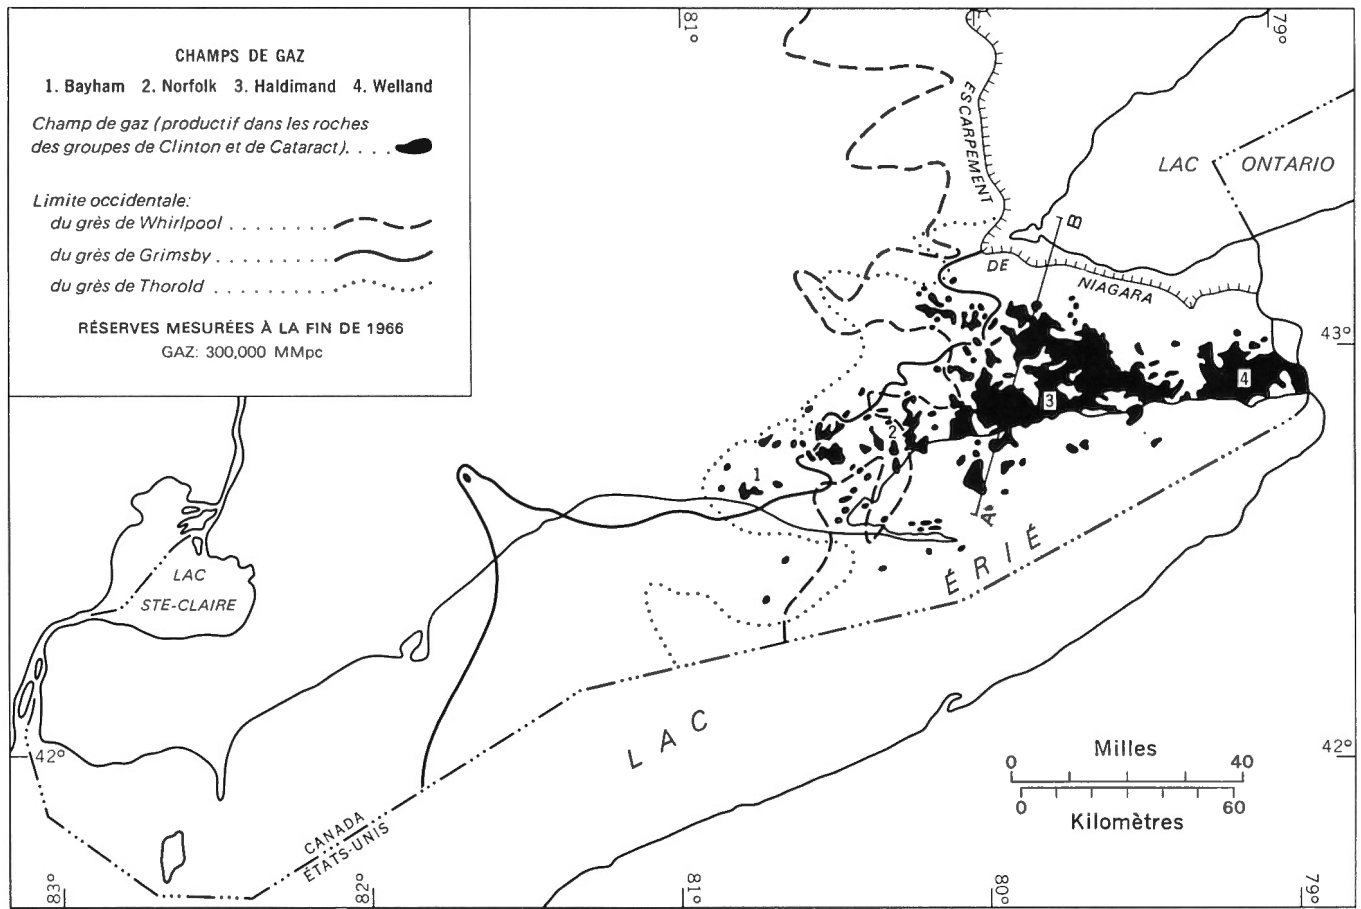 CHAMPS DE GAZ
1. Bayham 2. Norfolk 3. Haldimand 4. Welland
Champ de gaz (productif dans les roches
des groupes de Clinton et de Cataract). . . .
Limite occidentale:
du grès de Whirlpool . . . . . . . . .
du grès de Grimsby . . . . . . . . . .
du grès de Thorold . . . . . . . . . . .
RÉSERVES MESURÉES À LA FIN DE 1966
GAZ: 300,000 MMpc
81°
79°
ESCARPEMENT
DE
NIAGARA
LAC ONTARIO
B
43°
4
3
2
1
A
LAC
STE-CLAIRE
LAC ÉRIÉ
42°
42°
Milles
0 40
0 60
Kilomètres
CANADA
ÉTATS-UNIS
83°
82°
81°
80°
79°